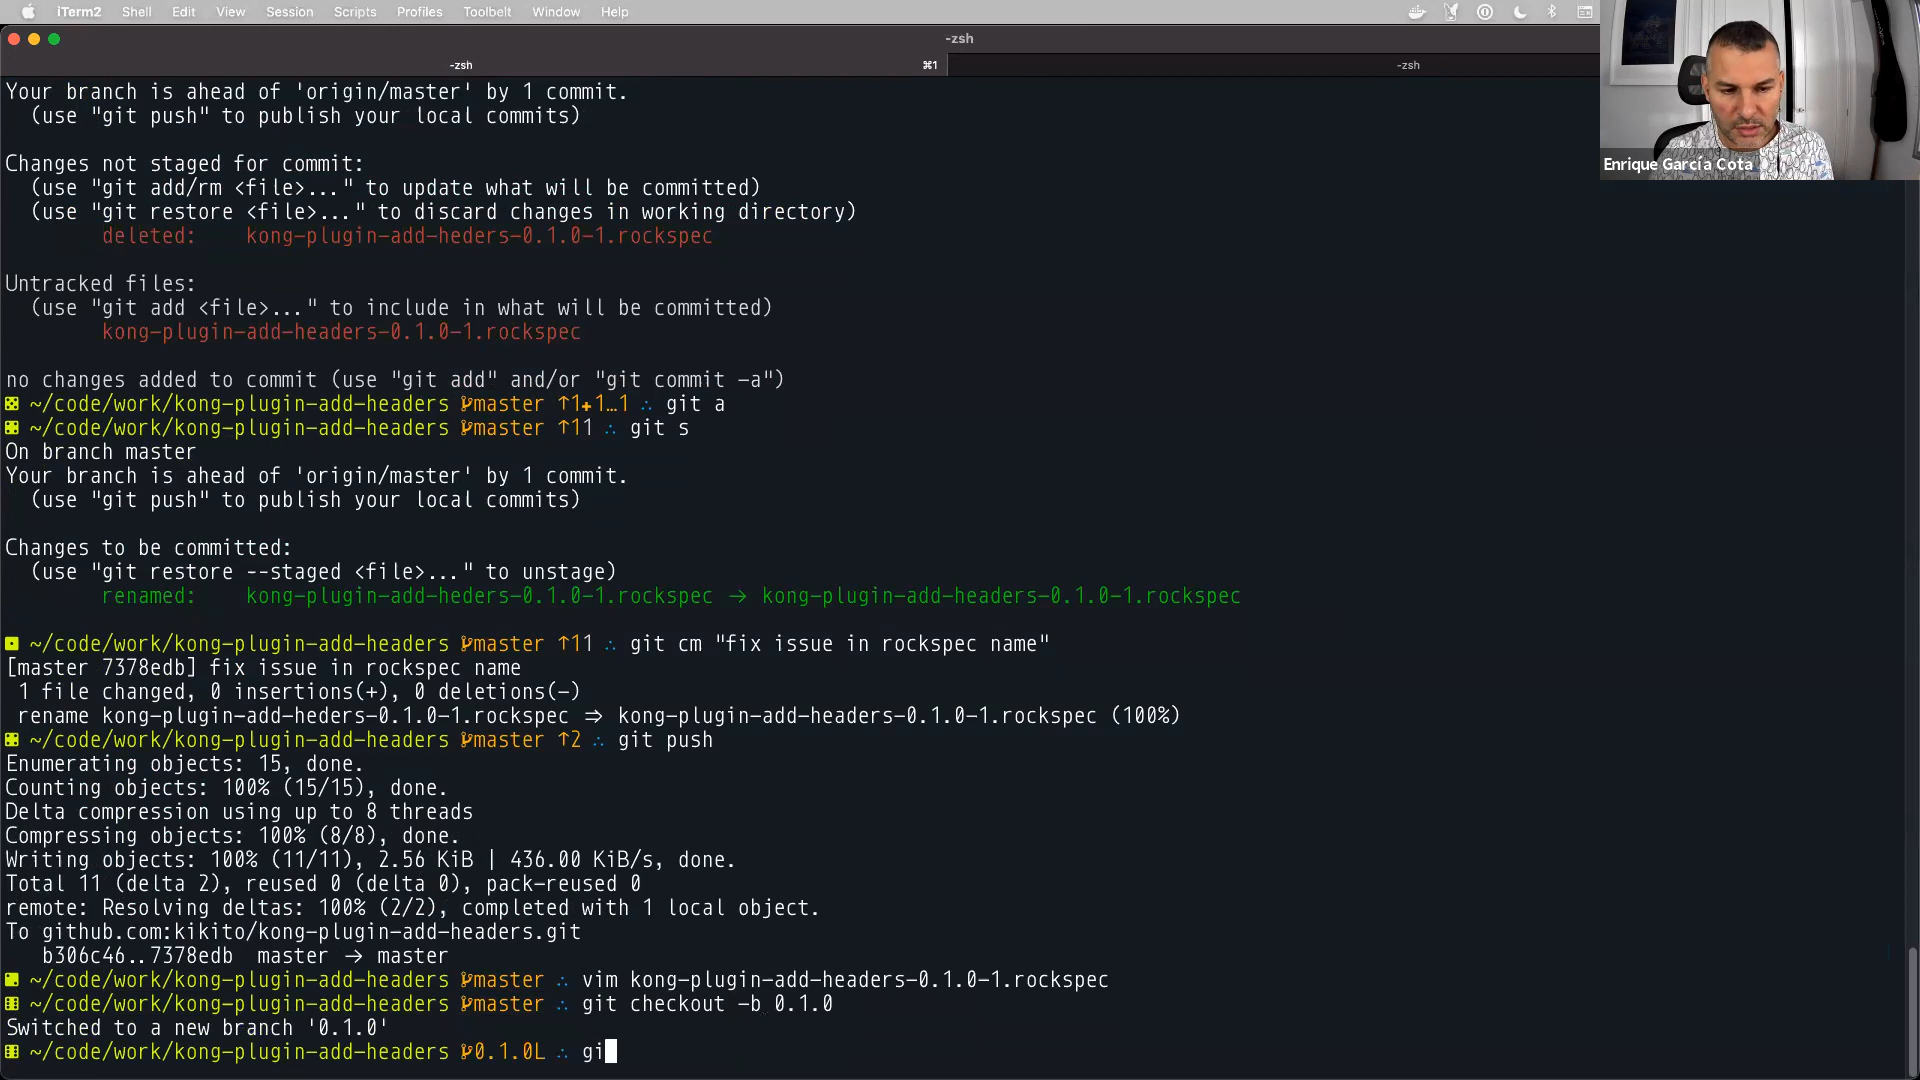 iTerm2 Shell Edit View Session Scripts Profiles Toolbelt Window Help
-zsh
-zsh ⌘1 -zsh
Your branch is ahead of 'origin/master' by 1 commit.
(use "git push" to publish your local commits)
Changes not staged for commit:
(use "git add/rm <file>..." to update what will be committed)
(use "git restore <file>..." to discard changes in working directory)
deleted: kong-plugin-add-heders-0.1.0-1.rockspec
Untracked files:
(use "git add <file>..." to include in what will be committed)
kong-plugin-add-headers-0.1.0-1.rockspec
no changes added to commit (use "git add" and/or "git commit -a")
~/code/work/kong-plugin-add-headers master ↑1+1…1 ∴ git a
~/code/work/kong-plugin-add-headers master ↑11 ∴ git s
On branch master
Your branch is ahead of 'origin/master' by 1 commit.
(use "git push" to publish your local commits)
Changes to be committed:
(use "git restore --staged <file>..." to unstage)
renamed: kong-plugin-add-heders-0.1.0-1.rockspec → kong-plugin-add-headers-0.1.0-1.rockspec
~/code/work/kong-plugin-add-headers master ↑11 ∴ git cm "fix issue in rockspec name"
[master 7378edb] fix issue in rockspec name
1 file changed, 0 insertions(+), 0 deletions(-)
rename kong-plugin-add-heders-0.1.0-1.rockspec ⇒ kong-plugin-add-headers-0.1.0-1.rockspec (100%)
~/code/work/kong-plugin-add-headers master ↑2 ∴ git push
Enumerating objects: 15, done.
Counting objects: 100% (15/15), done.
Delta compression using up to 8 threads
Compressing objects: 100% (8/8), done.
Writing objects: 100% (11/11), 2.56 KiB | 436.00 KiB/s, done.
Total 11 (delta 2), reused 0 (delta 0), pack-reused 0
remote: Resolving deltas: 100% (2/2), completed with 1 local object.
To github.com:kikito/kong-plugin-add-headers.git
b306c46..7378edb master → master
~/code/work/kong-plugin-add-headers master ∴ vim kong-plugin-add-headers-0.1.0-1.rockspec
~/code/work/kong-plugin-add-headers master ∴ git checkout -b 0.1.0
Switched to a new branch '0.1.0'
~/code/work/kong-plugin-add-headers 0.1.0L ∴ gi
Enrique García Cota